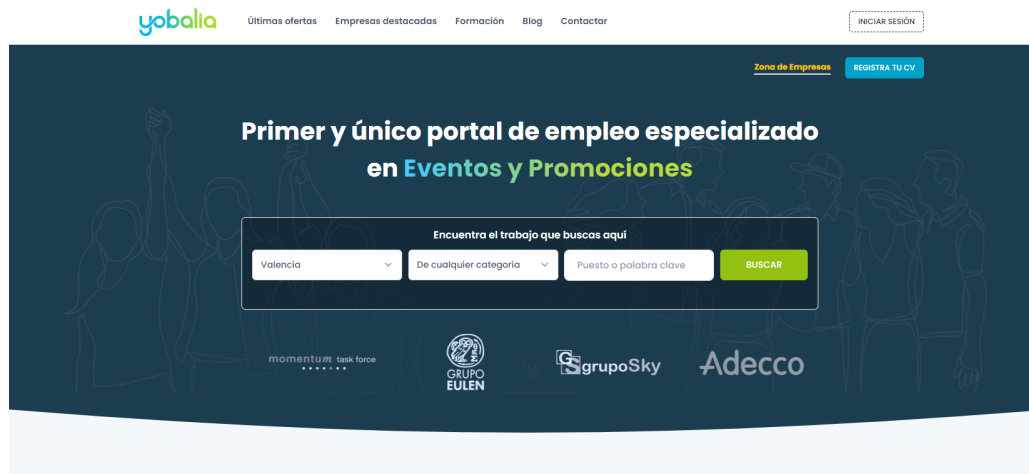 yobalia
Últimas ofertas Empresas destacadas Formación Blog Contactar
INICIAR SESIÓN
Zona de Empresas REGISTRA TU CV
Primer y único portal de empleo especializado
en Eventos y Promociones
Encuentra el trabajo que buscas aquí
Valencia De cualquier categoria Puesto o palabra clave BUSCAR
momentum task force
GRUPO
EULEN
GS grupoSky
Adecco